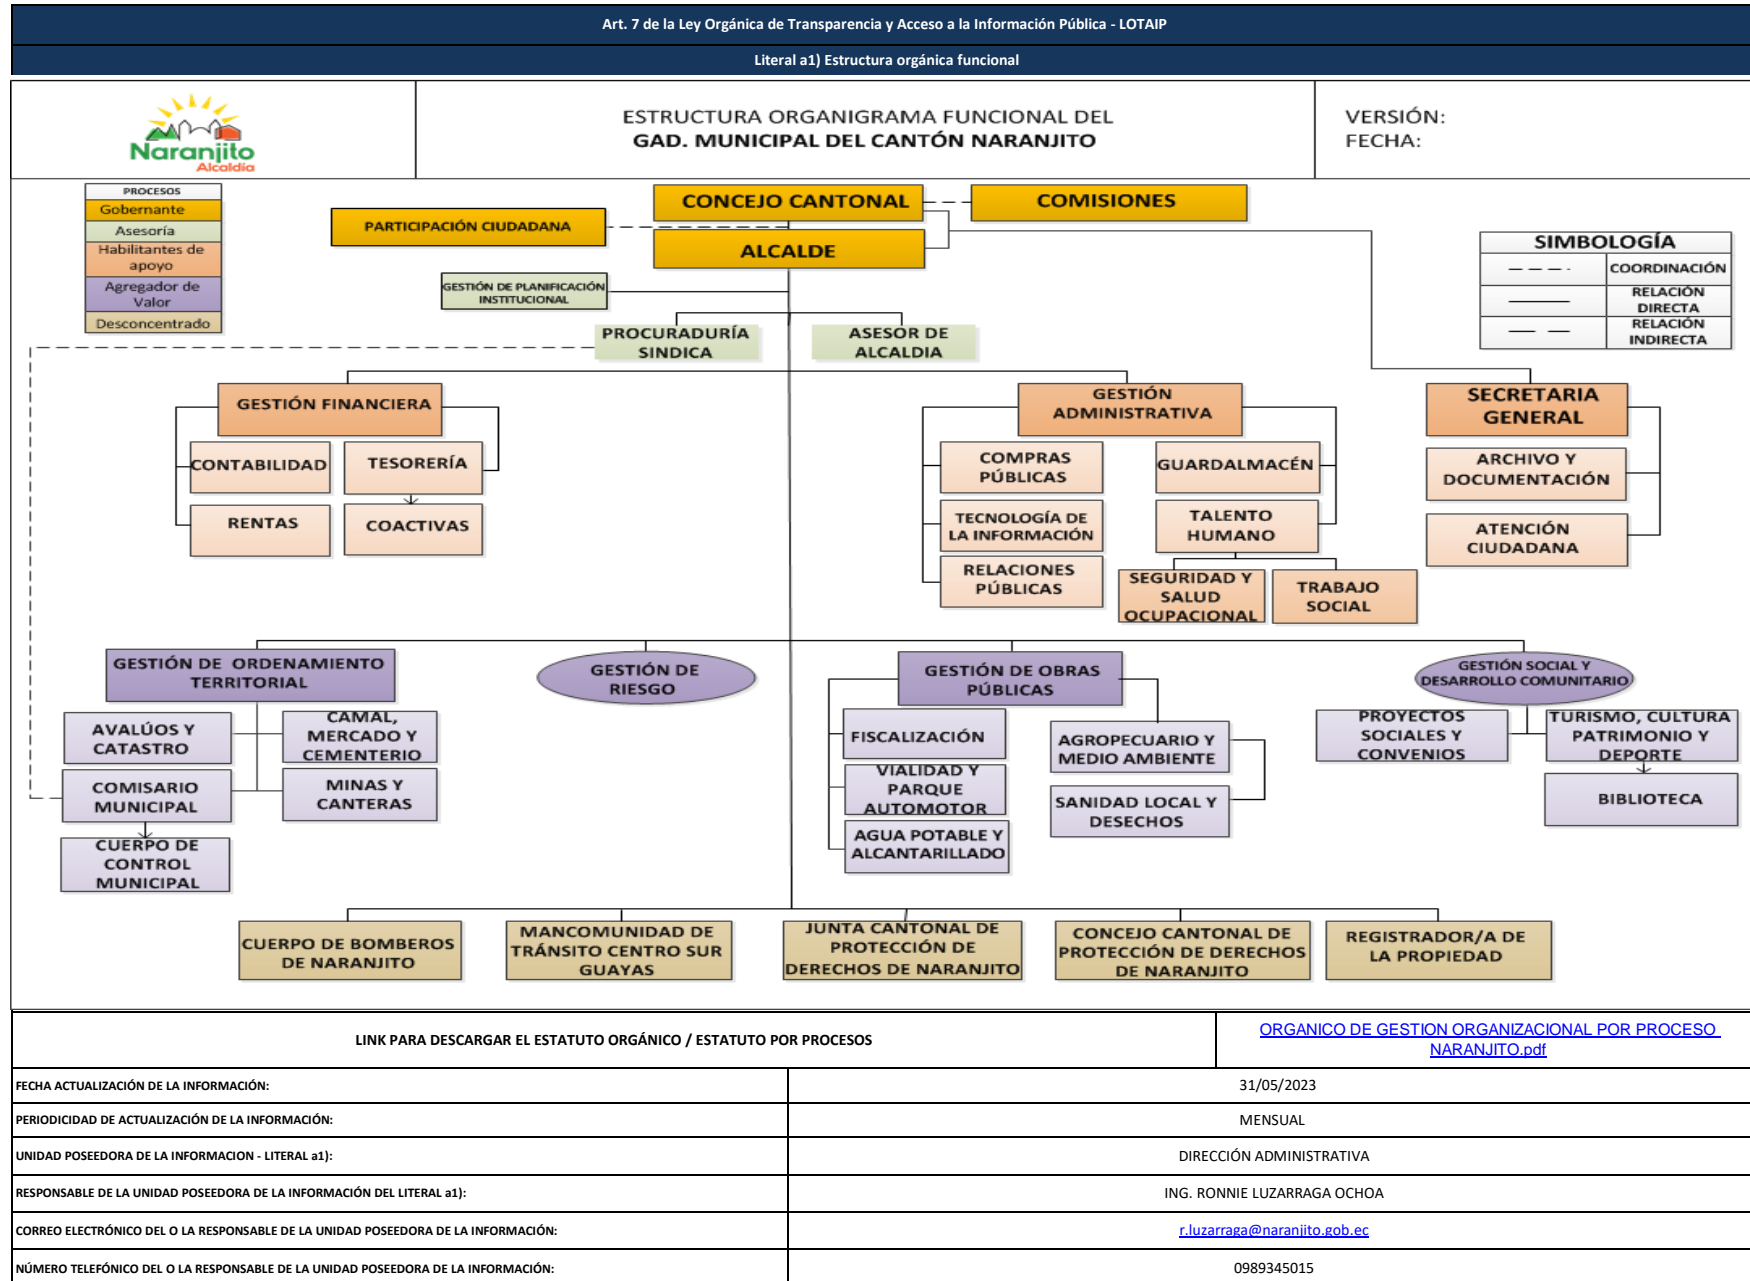 Art. 7 de la Ley Orgánica de Transparencia y Acceso a la Información Pública - LOTAIP
Literal a1) Estructura orgánica funcional
Naranjito
Alcaldía
ESTRUCTURA ORGANIGRAMA FUNCIONAL DEL
GAD. MUNICIPAL DEL CANTÓN NARANJITO
VERSIÓN:
FECHA:
PROCESOS
Gobernante
Asesoría
Habilitantes de
apoyo
Agregador de
Valor
Desconcentrado
CONCEJO CANTONAL
COMISIONES
PARTICIPACIÓN CIUDADANA
ALCALDE
SIMBOLOGÍA
COORDINACIÓN
RELACIÓN
DIRECTA
RELACIÓN
INDIRECTA
GESTIÓN DE PLANIFICACIÓN
INSTITUCIONAL
PROCURADURÍA
SINDICA
ASESOR DE
ALCALDIA
GESTIÓN FINANCIERA
GESTIÓN
ADMINISTRATIVA
SECRETARIA
GENERAL
CONTABILIDAD
TESORERÍA
RENTAS
COACTIVAS
COMPRAS
PÚBLICAS
GUARDALMACÉN
TECNOLOGÍA DE
LA INFORMACIÓN
TALENTO
HUMANO
RELACIONES
PÚBLICAS
SEGURIDAD Y
SALUD
OCUPACIONAL
TRABAJO
SOCIAL
ARCHIVO Y
DOCUMENTACIÓN
ATENCIÓN
CIUDADANA
GESTIÓN DE ORDENAMIENTO
TERRITORIAL
GESTIÓN DE
RIESGO
GESTIÓN DE OBRAS
PÚBLICAS
GESTIÓN SOCIAL Y
DESARROLLO COMUNITARIO
AVALÚOS Y
CATASTRO
CAMAL,
MERCADO Y
CEMENTERIO
COMISARIO
MUNICIPAL
MINAS Y
CANTERAS
CUERPO DE
CONTROL
MUNICIPAL
FISCALIZACIÓN
VIALIDAD Y
PARQUE
AUTOMOTOR
AGUA POTABLE Y
ALCANTARILLADO
AGROPECUARIO Y
MEDIO AMBIENTE
SANIDAD LOCAL Y
DESECHOS
PROYECTOS
SOCIALES Y
CONVENIOS
TURISMO, CULTURA
PATRIMONIO Y
DEPORTE
BIBLIOTECA
CUERPO DE BOMBEROS
DE NARANJITO
MANCOMUNIDAD DE
TRÁNSITO CENTRO SUR
GUAYAS
JUNTA CANTONAL DE
PROTECCIÓN DE
DERECHOS DE NARANJITO
CONCEJO CANTONAL DE
PROTECCIÓN DE DERECHOS
DE NARANJITO
REGISTRADOR/A DE
LA PROPIEDAD
LINK PARA DESCARGAR EL ESTATUTO ORGÁNICO / ESTATUTO POR PROCESOS
ORGANICO DE GESTION ORGANIZACIONAL POR PROCESO
NARANJITO.pdf
FECHA ACTUALIZACIÓN DE LA INFORMACIÓN:
31/05/2023
PERIODICIDAD DE ACTUALIZACIÓN DE LA INFORMACIÓN:
MENSUAL
UNIDAD POSEEDORA DE LA INFORMACION - LITERAL a1):
DIRECCIÓN ADMINISTRATIVA
RESPONSABLE DE LA UNIDAD POSEEDORA DE LA INFORMACIÓN DEL LITERAL a1):
ING. RONNIE LUZARRAGA OCHOA
CORREO ELECTRÓNICO DEL O LA RESPONSABLE DE LA UNIDAD POSEEDORA DE LA INFORMACIÓN:
r.luzarraga@naranjito.gob.ec
NÚMERO TELEFÓNICO DEL O LA RESPONSABLE DE LA UNIDAD POSEEDORA DE LA INFORMACIÓN:
0989345015